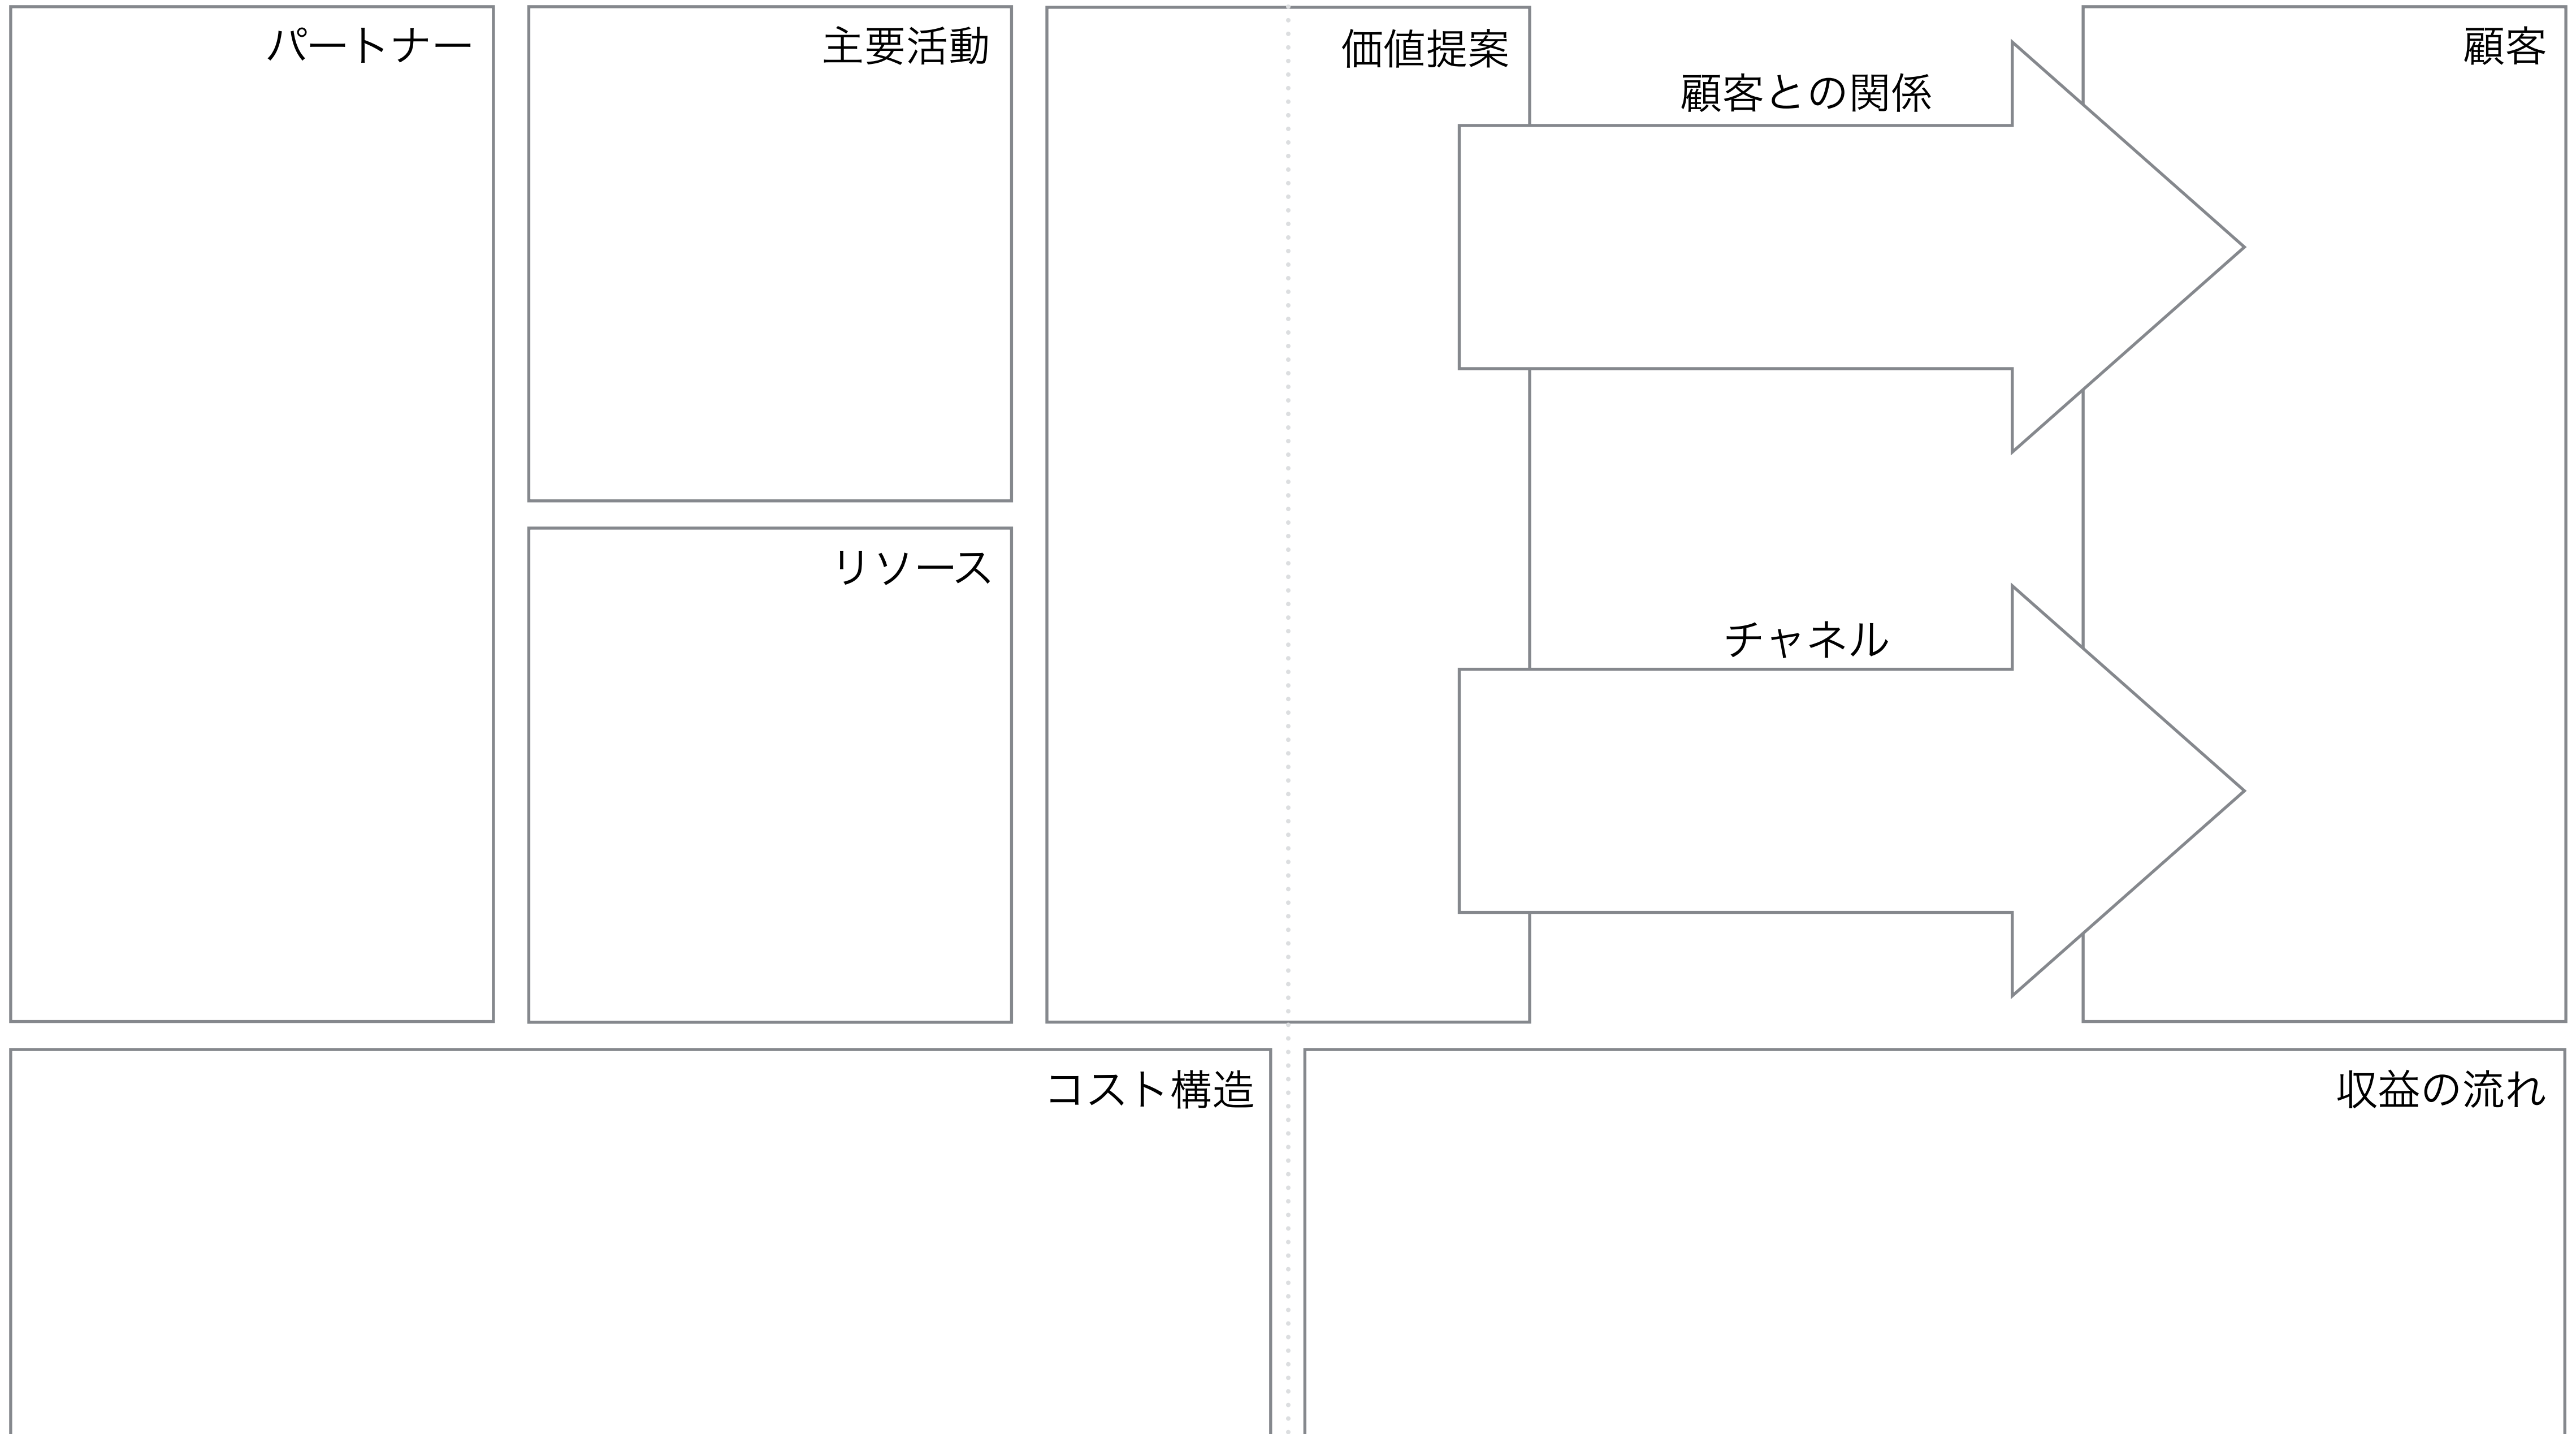 パートナー
主要活動
価値提案
顧客との関係
顧客
リソース
チャネル
コスト構造
収益の流れ